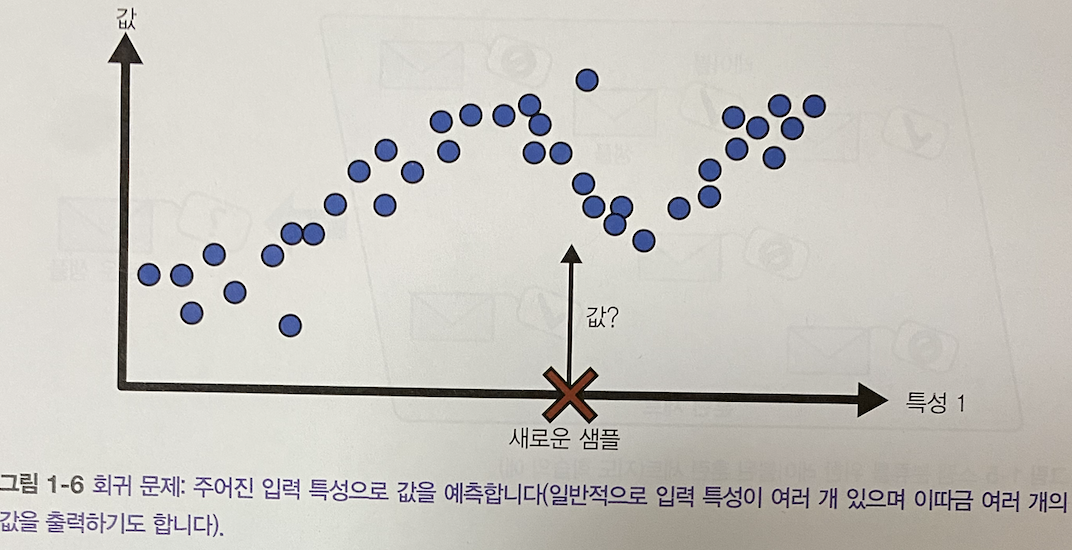 값
값?
특성 1
새로운 샘플
그림 1-6 회귀 문제: 주어진 입력 특성으로 값을 예측합니다(일반적으로 입력 특성이 여러 개 있으며 이따금 여러 개의
값을 출력하기도 합니다).